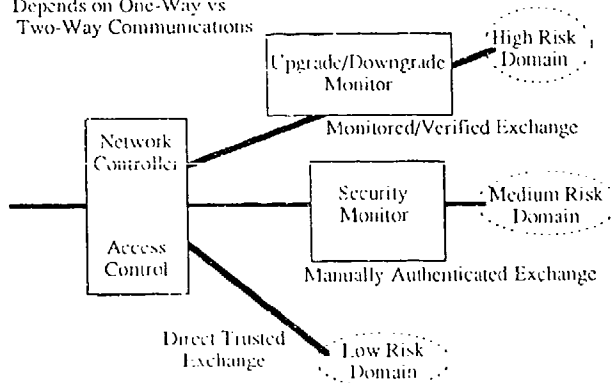 Depends on One-Way vs
Two-Way Communications
High Risk
Domain
Upgrade/Downgrade
Monitor
Monitored/Verified Exchange
Network
Controller
Access
Control
Security
Monitor
Medium Risk
Domain
Manually Authenticated Exchange
Direct Trusted
Exchange
Low Risk
Domain